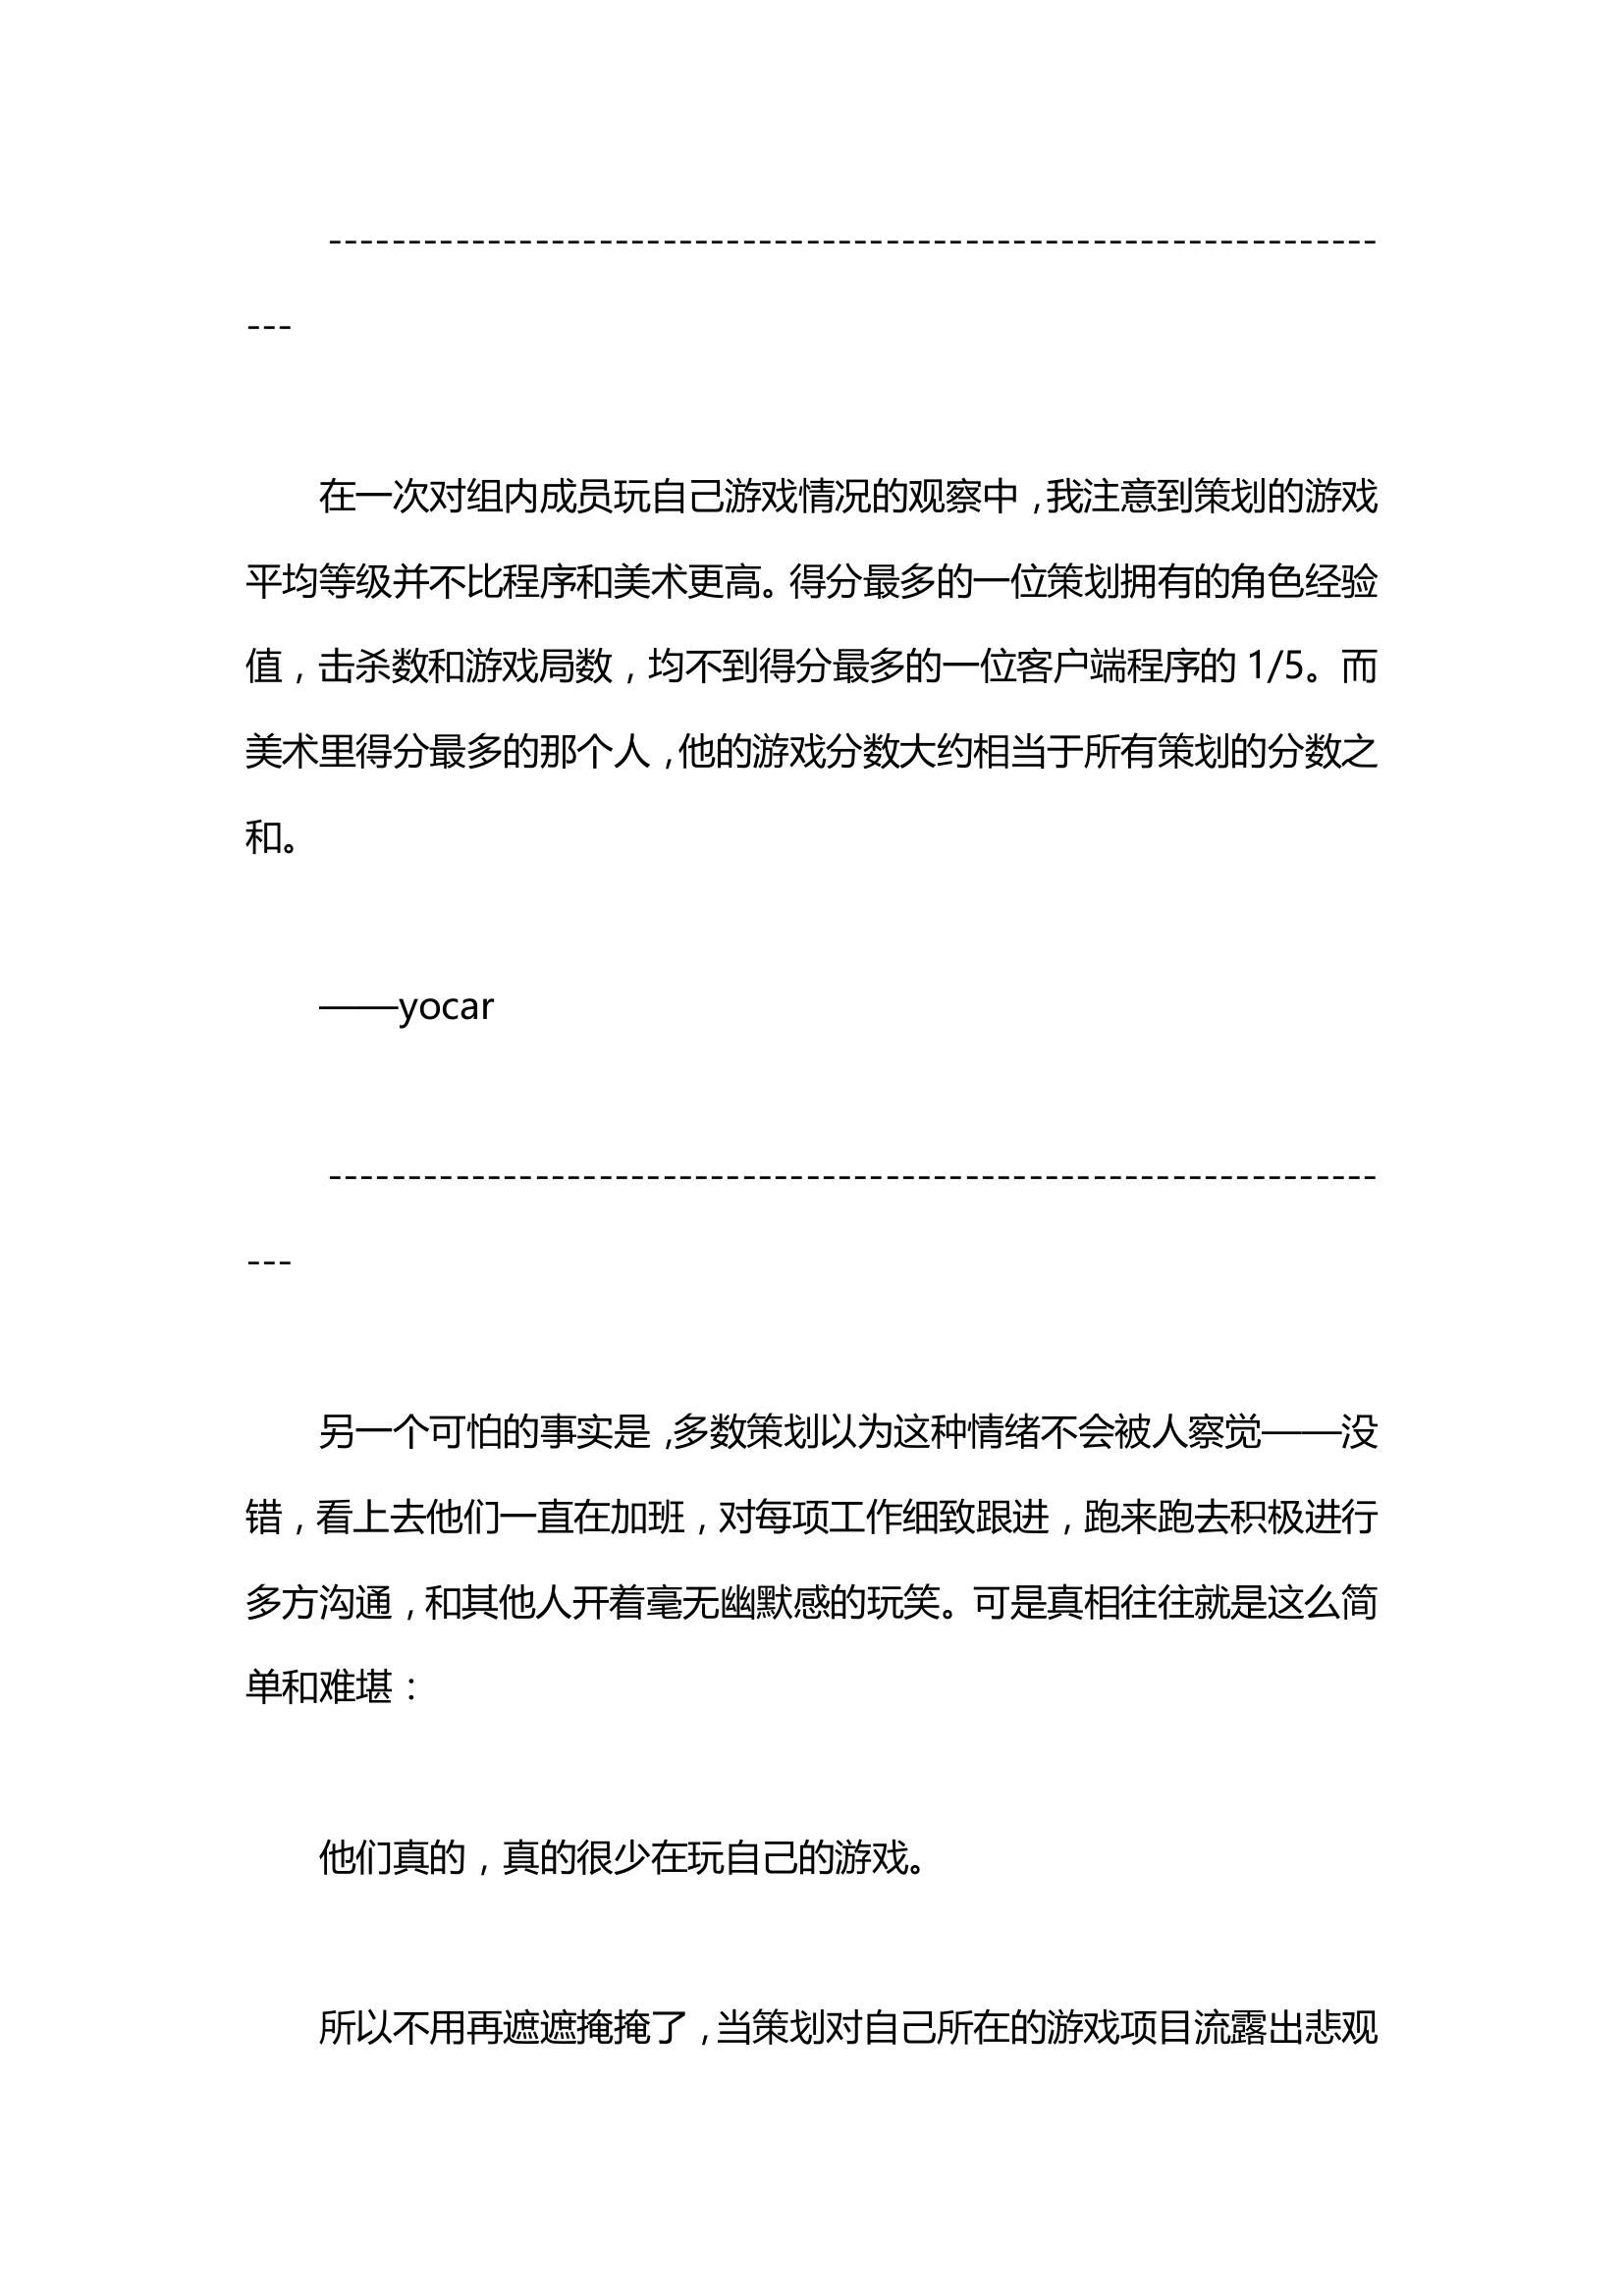 ------------------------------------------------------------------
---
在一次对组内成员玩自己游戏情况的观察中，我注意到策划的游戏
平均等级并不比程序和美术更高。得分最多的一位策划拥有的角色经验
值，击杀数和游戏局数，均不到得分最多的一位客户端程序的 1/5。而
美术里得分最多的那个人，他的游戏分数大约相当于所有策划的分数之
和。
——yocar
------------------------------------------------------------------
---
另一个可怕的事实是，多数策划以为这种情绪不会被人察觉——没
错，看上去他们一直在加班，对每项工作细致跟进，跑来跑去积极进行
多方沟通，和其他人开着毫无幽默感的玩笑。可是真相往往就是这么简
单和难堪：
他们真的，真的很少在玩自己的游戏。
所以不用再遮遮掩掩了，当策划对自己所在的游戏项目流露出悲观